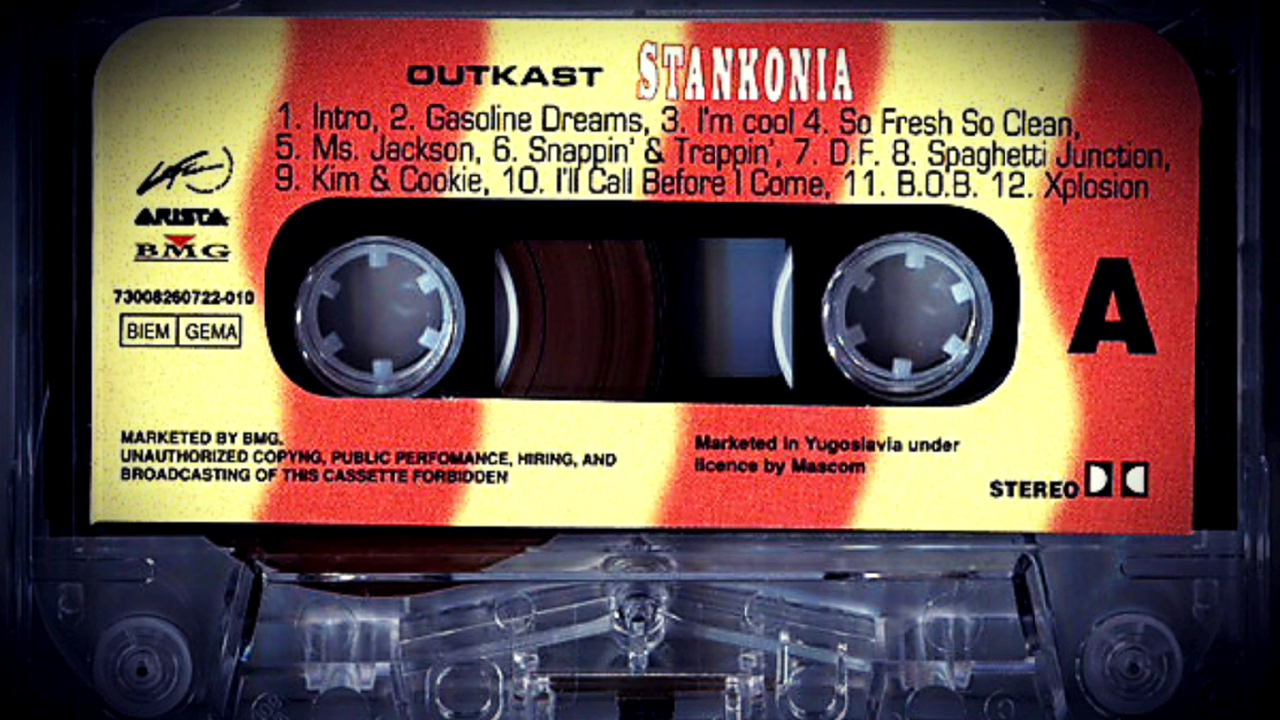 OUTKAST STANKONIA
1. Intro, 2. Gasoline Dreams, 3. I'm cool 4. So Fresh So Clean,
5. Ms. Jackson, 6. Snappin' & Trappin', 7. D.F. 8. Spaghetti Junction,
9. Kim & Cookie, 10. I'll Call Before I Come, 11. B.O.B. 12. Xplosion
ARISTA
BMG
73008260722-010
BIEM GEMA
A
MARKETED BY BMG.
UNAUTHORIZED COPYNG, PUBLIC PERFOMANCE, HIRING, AND
BROADCASTING OF THIS CASSETTE FORBIDDEN
Marketed in Yugoslavia under
licence by Mascom
STEREO